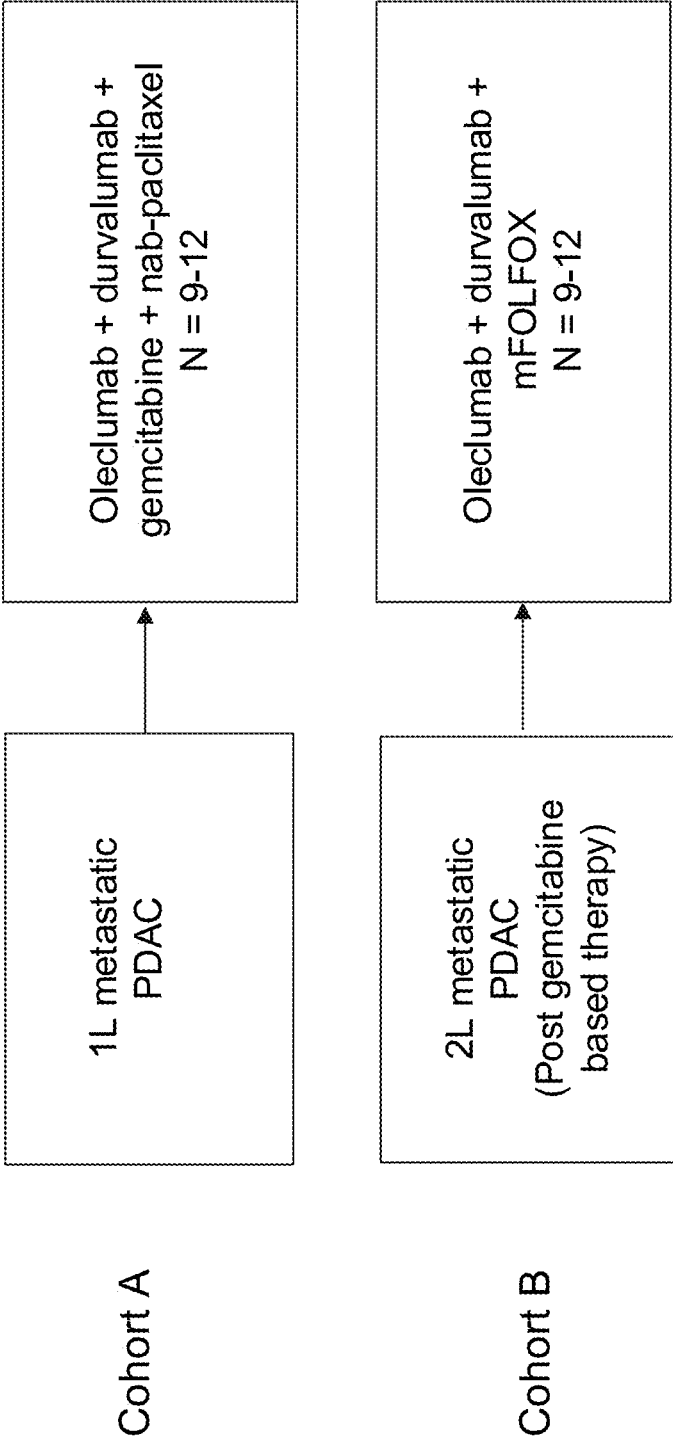 Cohort A
1L metastatic
PDAC
Oleclumab + durvalumab +
gemcitabine + nab-paclitaxel
N = 9-12
Cohort B
2L metastatic
PDAC
(Post gemcitabine
based therapy)
Oleclumab + durvalumab +
mFOLFOX
N = 9-12